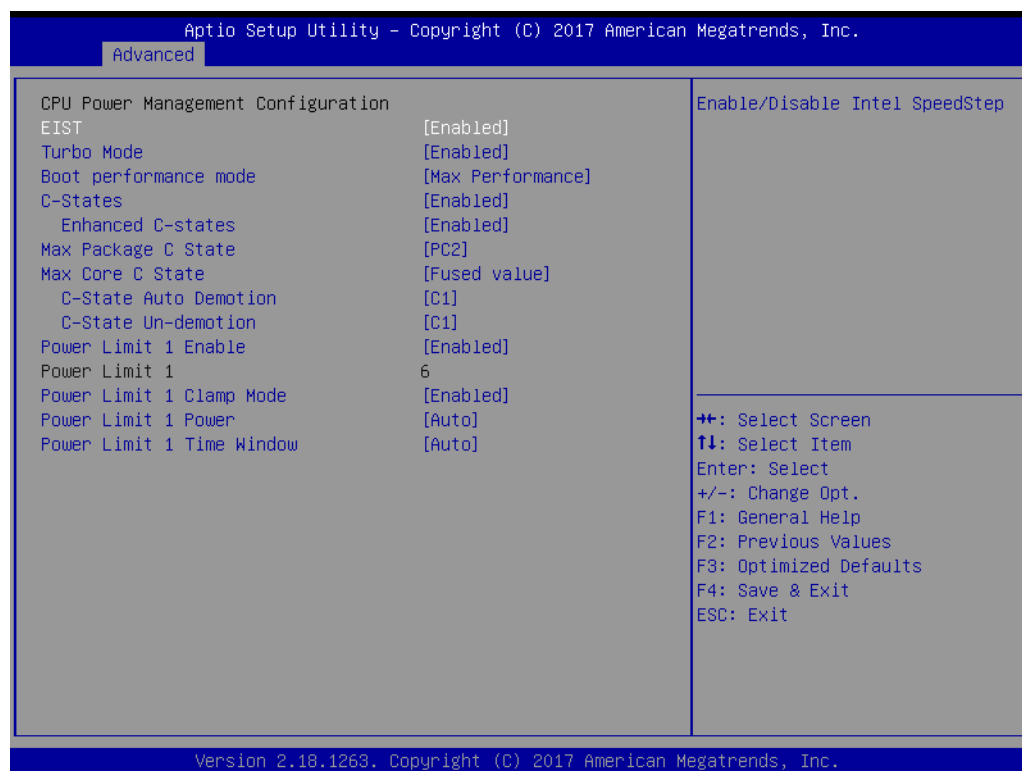 Aptio Setup Utility – Copyright (C) 2017 American Megatrends, Inc.
Advanced
CPU Power Management Configuration
EIST [Enabled]
Turbo Mode [Enabled]
Boot performance mode [Max Performance]
C-States [Enabled]
Enhanced C-states [Enabled]
Max Package C State [PC2]
Max Core C State [Fused value]
C-State Auto Demotion [C1]
C-State Un-demotion [C1]
Power Limit 1 Enable [Enabled]
Power Limit 1 6
Power Limit 1 Clamp Mode [Enabled]
Power Limit 1 Power [Auto]
Power Limit 1 Time Window [Auto]
Enable/Disable Intel SpeedStep
→←: Select Screen
↑↓: Select Item
Enter: Select
+/-: Change Opt.
F1: General Help
F2: Previous Values
F3: Optimized Defaults
F4: Save & Exit
ESC: Exit
Version 2.18.1263. Copyright (C) 2017 American Megatrends, Inc.